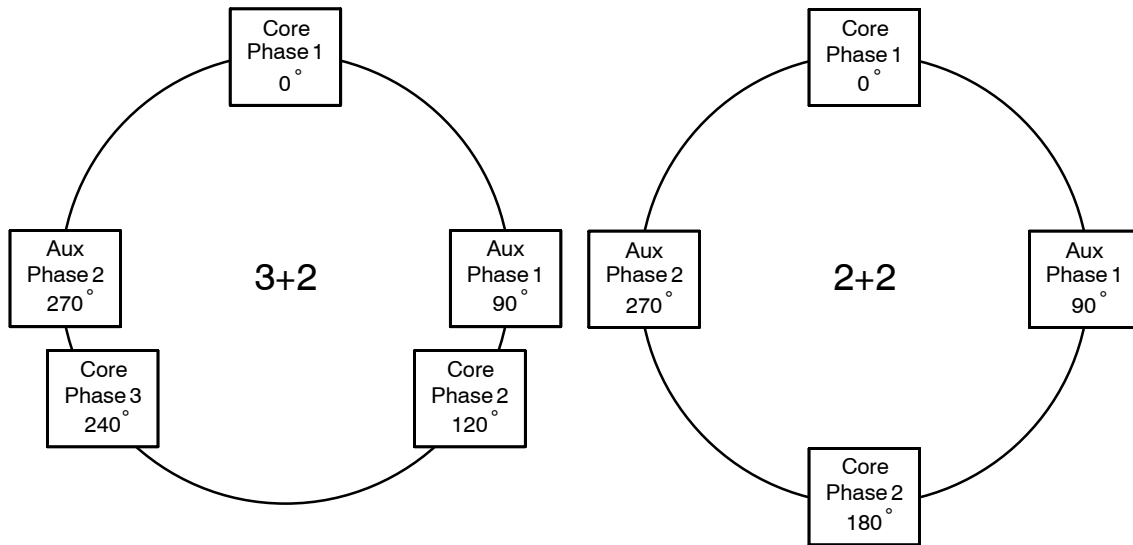 Core
Phase 1
0°
Aux
Phase 2
270°
3+2
Aux
Phase 1
90°
Core
Phase 3
240°
Core
Phase 2
120°
Core
Phase 1
0°
Aux
Phase 2
270°
2+2
Aux
Phase 1
90°
Core
Phase 2
180°